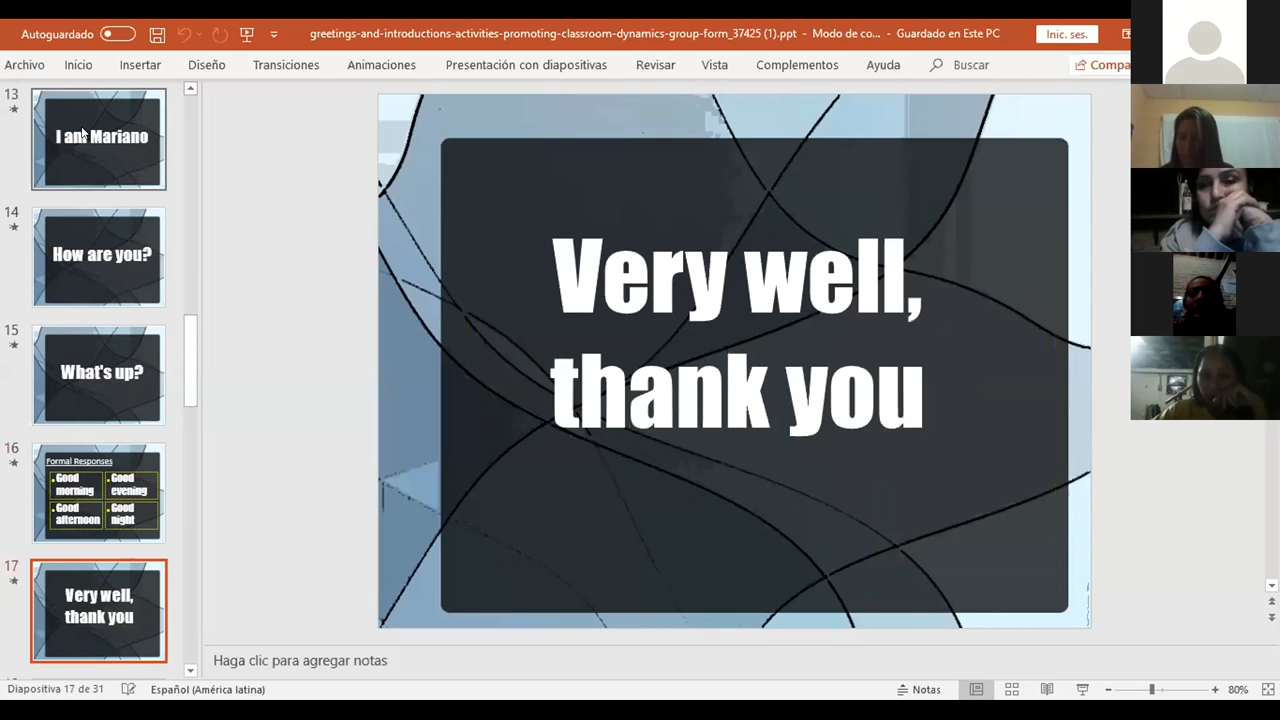 Autoguardado
greetings-and-introductions-activities-promoting-classroom-dynamics-group-form_37425 (1).ppt - Modo de co... - Guardado en Este PC
Inic. ses.
Archivo Inicio Insertar Diseño Transiciones Animaciones Presentación con diapositivas Revisar Vista Complementos Ayuda Buscar Compa
13
I am Mariano
14
How are you?
15
What's up?
16
Formal Responses
Good morning
Good evening
Good afternoon
Good night
17
Very well,
thank you
Very well,
thank you
Haga clic para agregar notas
Diapositiva 17 de 31 Español (América latina) Notas 80%